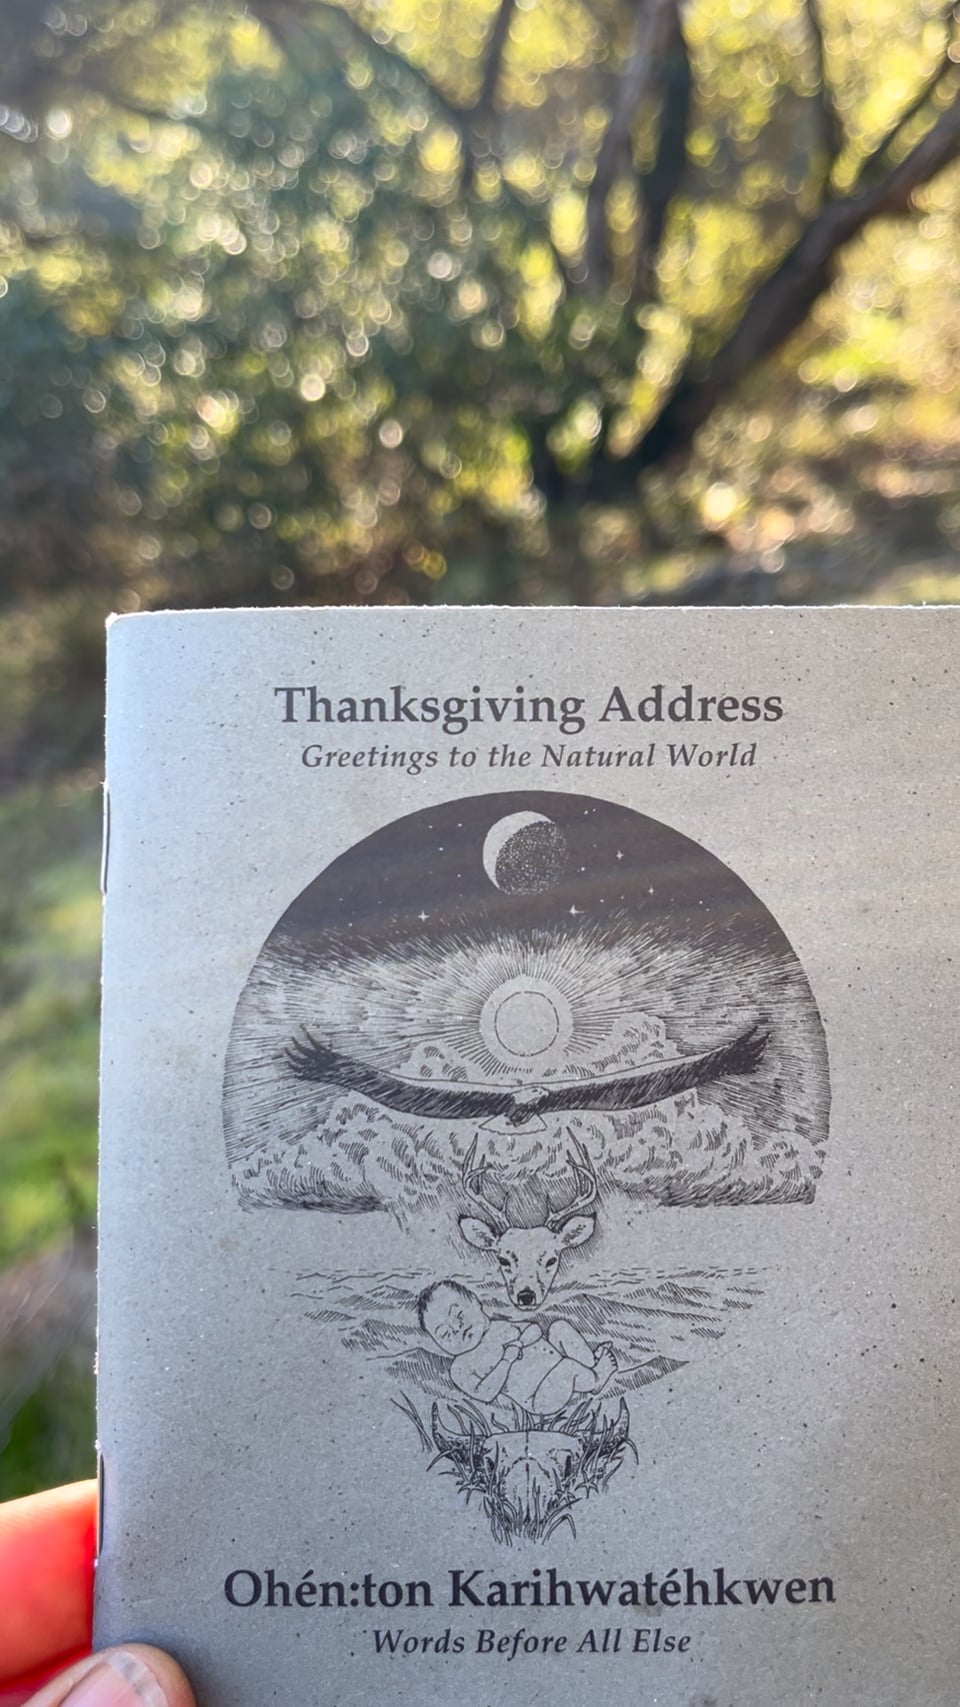 Thanksgiving Address
Greetings to the Natural World
Ohén:ton Karihwatéhkwen
Words Before All Else